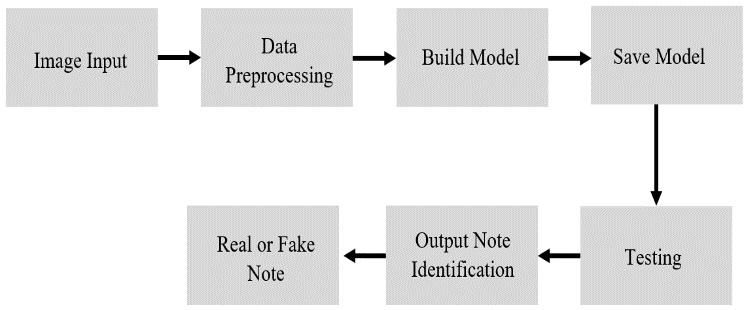 Image Input
Data
Preprocessing
Build Model
Save Model
Testing
Output Note
Identification
Real or Fake
Note